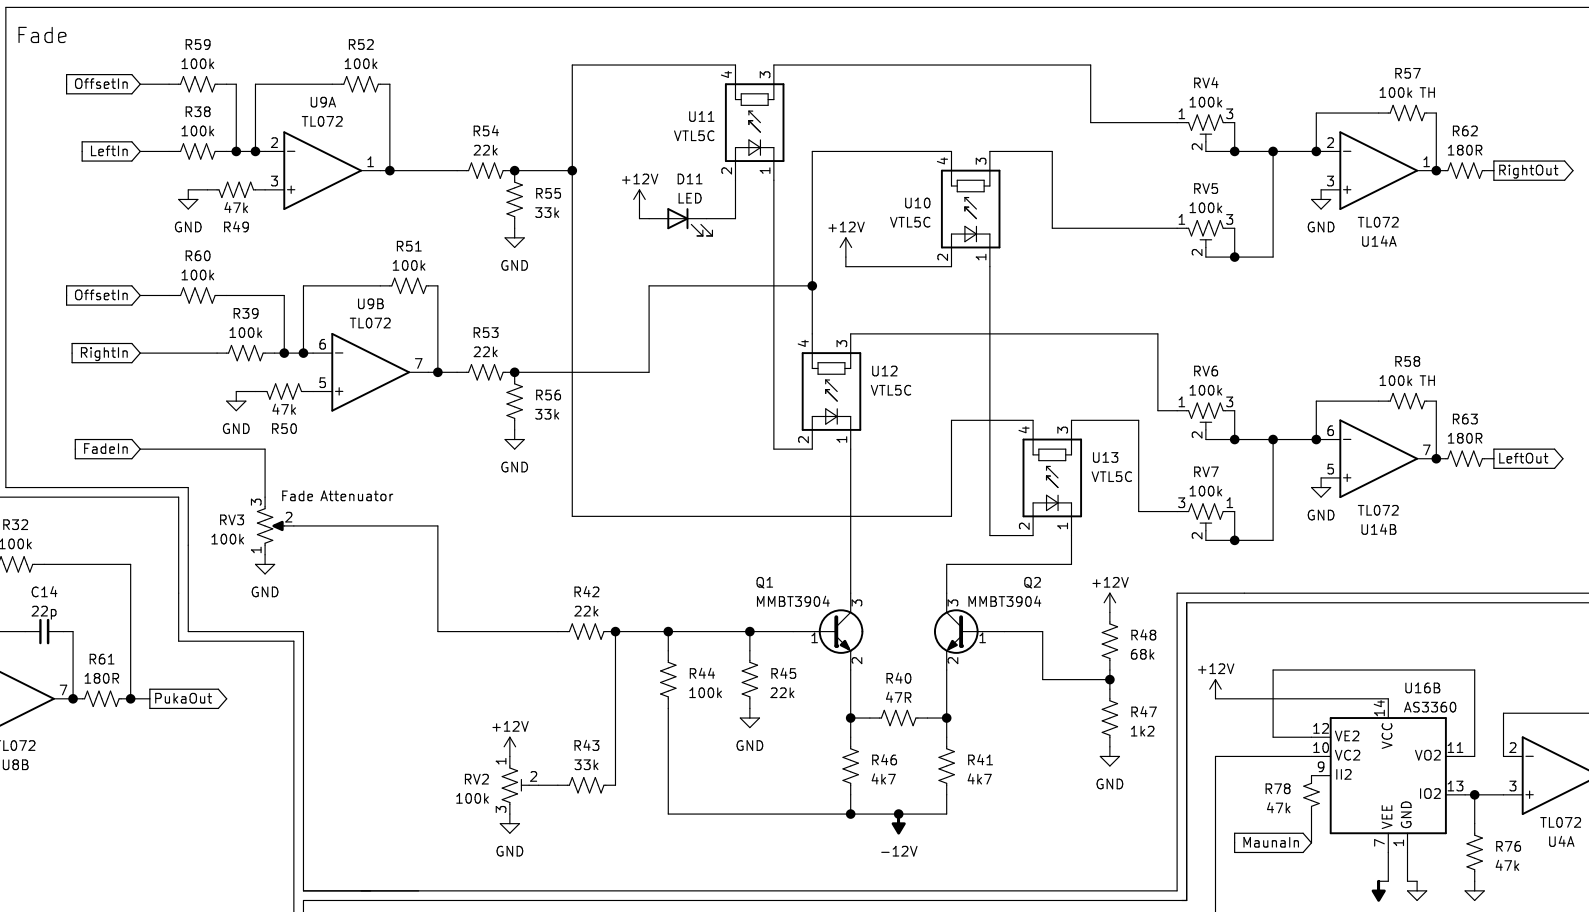 Fade
R59
100k
OffsetIn
R38
100k
LeftIn
R52
100k
U9A
TL072
2
3
1
47k
R49
GND
R60
100k
OffsetIn
R39
100k
RightIn
R51
100k
U9B
TL072
6
5
7
47k
R50
GND
R54
22k
R55
33k
GND
R53
22k
R56
33k
GND
4
3
U11
VTL5C
2
1
+12V
D11
LED
4
3
U10
VTL5C
2
1
+12V
4
3
U12
VTL5C
2
1
4
3
U13
VTL5C
2
1
RV4
100k
1
3
2
RV5
100k
1
3
2
R57
100k TH
2
3
1
GND
TL072
U14A
R62
180R
RightOut
RV6
100k
1
3
2
RV7
100k
3
1
2
R58
100k TH
6
5
7
GND
TL072
U14B
R63
180R
LeftOut
FadeIn
Fade Attenuator
RV3
100k
3
2
1
GND
R32
100k
C14
22p
7
R61
180R
PukaOut
TL072
U8B
R42
22k
R44
100k
R45
22k
GND
+12V
RV2
100k
1
2
3
GND
R43
33k
Q1
MMBT3904
3
1
2
Q2
MMBT3904
3
1
2
R40
47R
R46
4k7
R41
4k7
-12V
+12V
R48
68k
R47
1k2
GND
+12V
U16B
AS3360
14
VCC
12
VE2
10
VC2
9
II2
VO2
11
IO2
13
VEE
GND
7
1
R78
47k
MaunaIn
R76
47k
2
3
TL072
U4A